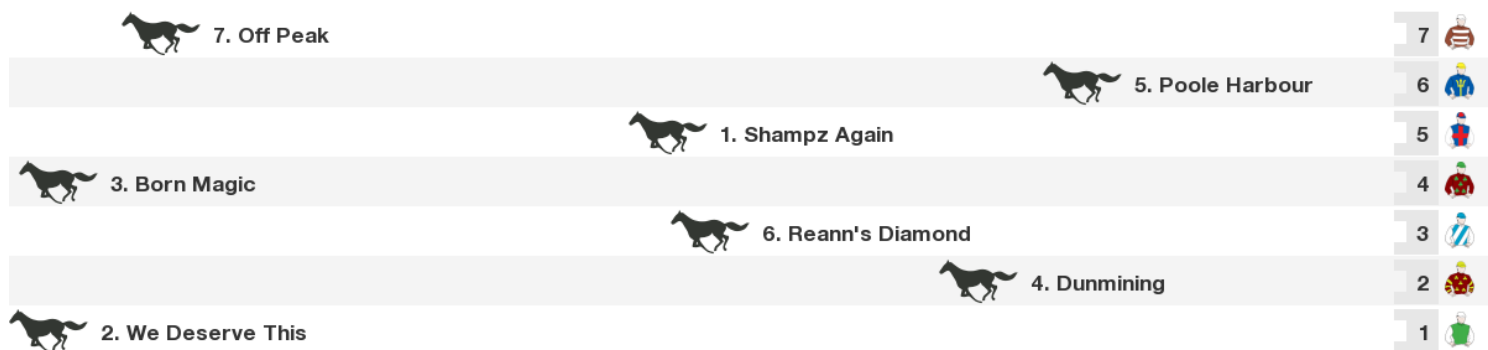 7. Off Peak 7
5. Poole Harbour 6
1. Shampz Again 5
3. Born Magic 4
6. Reann's Diamond 3
4. Dunmining 2
2. We Deserve This 1